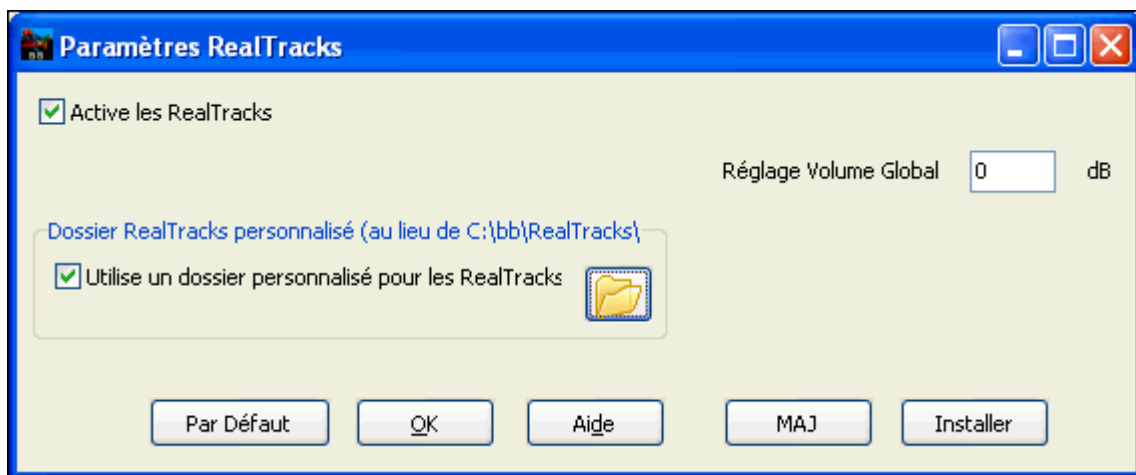 Paramètres RealTracks
Active les RealTracks
Réglage Volume Global 0 dB
Dossier RealTracks personnalisé (au lieu de C:\bb\RealTracks\
Utilise un dossier personnalisé pour les RealTracks
Par Défaut OK Aide MAJ Installer